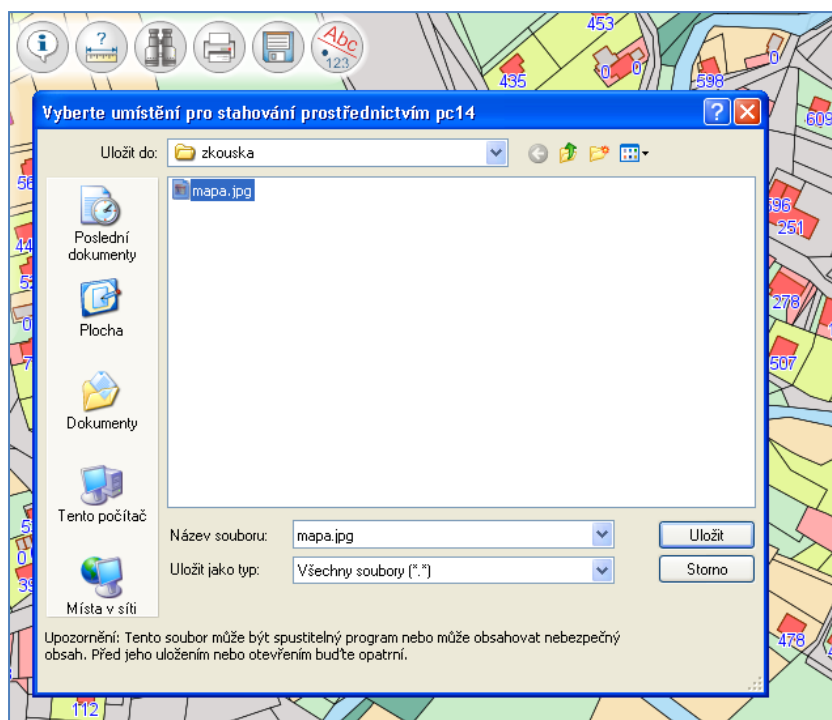 ?
Abc
123
453
435
0
0
598
0
609
Vyberte umístění pro stahování prostřednictvím pc14
?
Uložit do:
zkouska
mapa.jpg
Poslední
dokumenty
Plocha
Dokumenty
Tento počítač
Místa v síti
596
251
278
507
478
Název souboru:
mapa.jpg
Uložit
Uložit jako typ:
Všechny soubory (*.*)
Storno
Upozornění: Tento soubor může být spustitelný program nebo může obsahovat nebezpečný
obsah. Před jeho uložením nebo otevřením buďte opatrní.
112